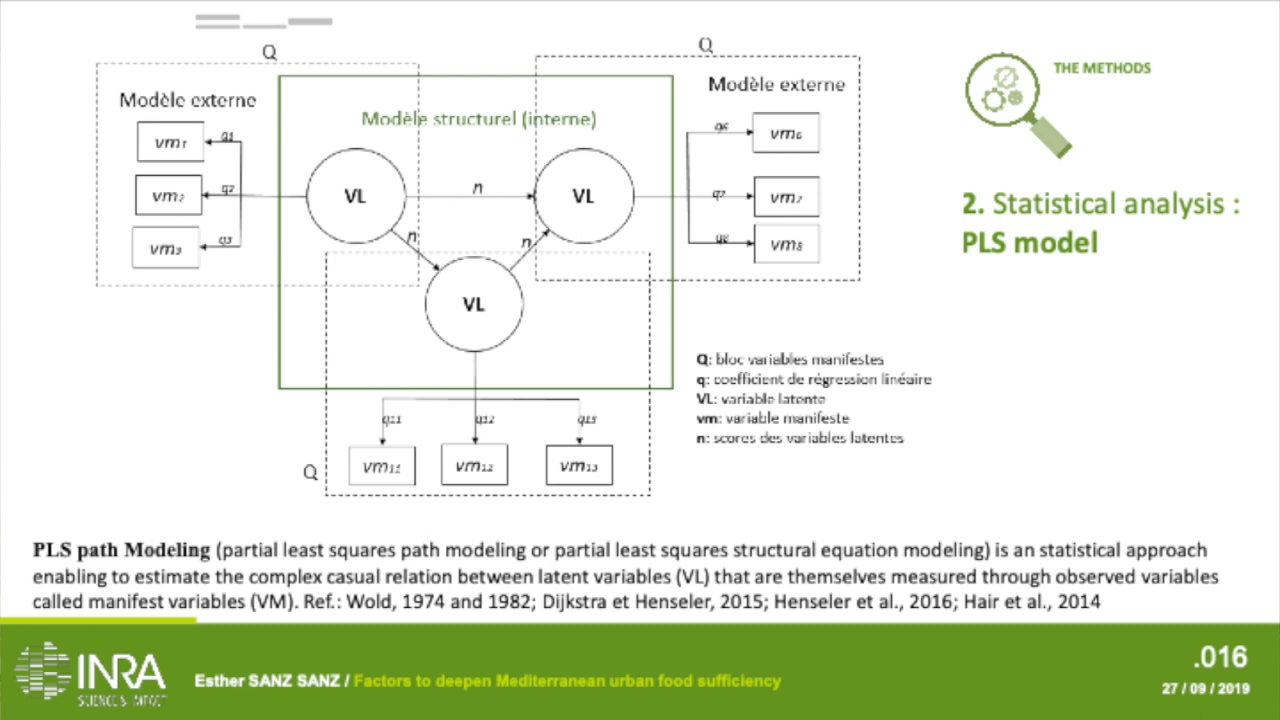 Q
Q
THE METHODS
Modèle externe
Modèle externe
Modèle structurel (interne)
vm1
q1
q6
vm6
vm2
q2
VL
n
VL
q7
vm7
vm3
q3
n
n
q8
vm8
VL
2. Statistical analysis :
PLS model
Q: bloc variables manifestes
q: coefficient de régression linéaire
VL: variable latente
vm: variable manifeste
n: scores des variables latentes
q11
q12
q13
Q
vm11
vm12
vm13
PLS path Modeling (partial least squares path modeling or partial least squares structural equation modeling) is an statistical approach
enabling to estimate the complex casual relation between latent variables (VL) that are themselves measured through observed variables
called manifest variables (VM). Ref.: Wold, 1974 and 1982; Dijkstra et Henseler, 2015; Henseler et al., 2016; Hair et al., 2014
INRA
SCIENCE & IMPACT
Esther SANZ SANZ / Factors to deepen Mediterranean urban food sufficiency
.016
27 / 09 / 2019